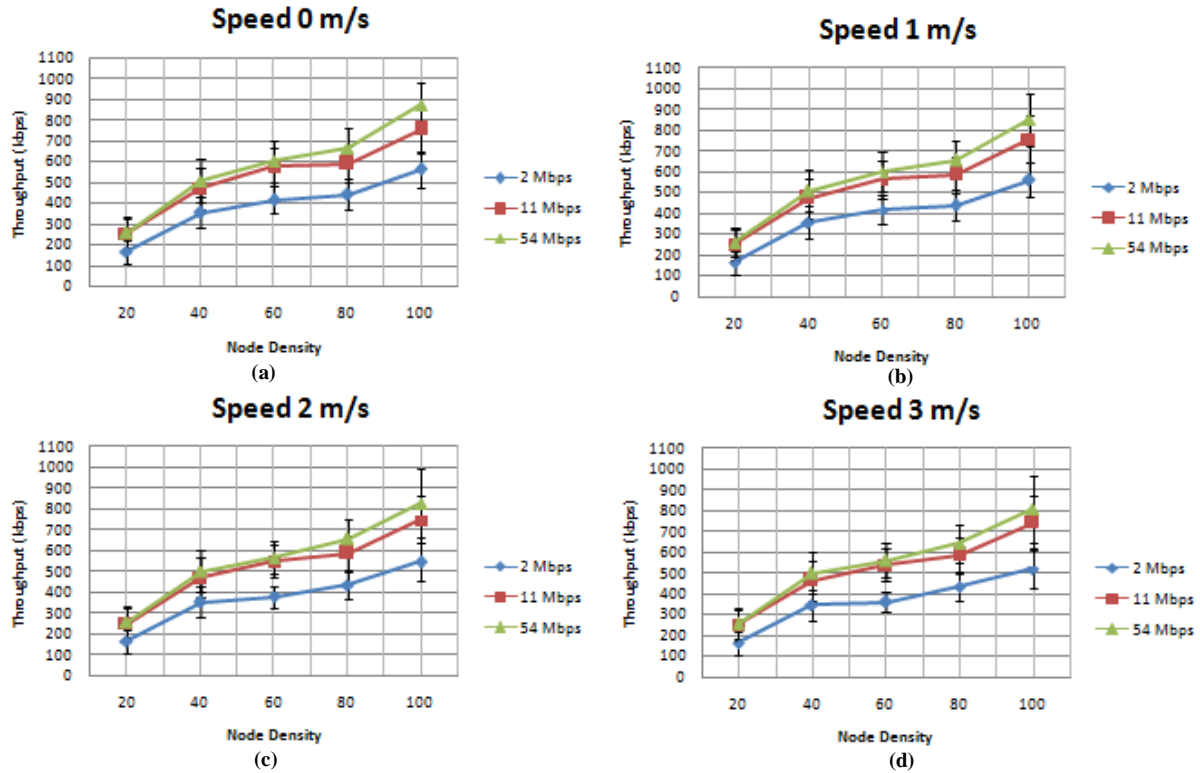 Speed 0 m/s
1100
1000
900
800
700
600
500
400
300
200
100
0
Throughput (kbps)
20 40 60 80 100
Node Density
2 Mbps
11 Mbps
54 Mbps
(a)
Speed 1 m/s
1100
1000
900
800
700
600
500
400
300
200
100
0
Throughput (kbps)
20 40 60 80 100
Node Density
2 Mbps
11 Mbps
54 Mbps
(b)
Speed 2 m/s
1100
1000
900
800
700
600
500
400
300
200
100
0
Throughput (kbps)
20 40 60 80 100
Node Density
2 Mbps
11 Mbps
54 Mbps
(c)
Speed 3 m/s
1100
1000
900
800
700
600
500
400
300
200
100
0
Throughput (kbps)
20 40 60 80 100
Node Density
2 Mbps
11 Mbps
54 Mbps
(d)